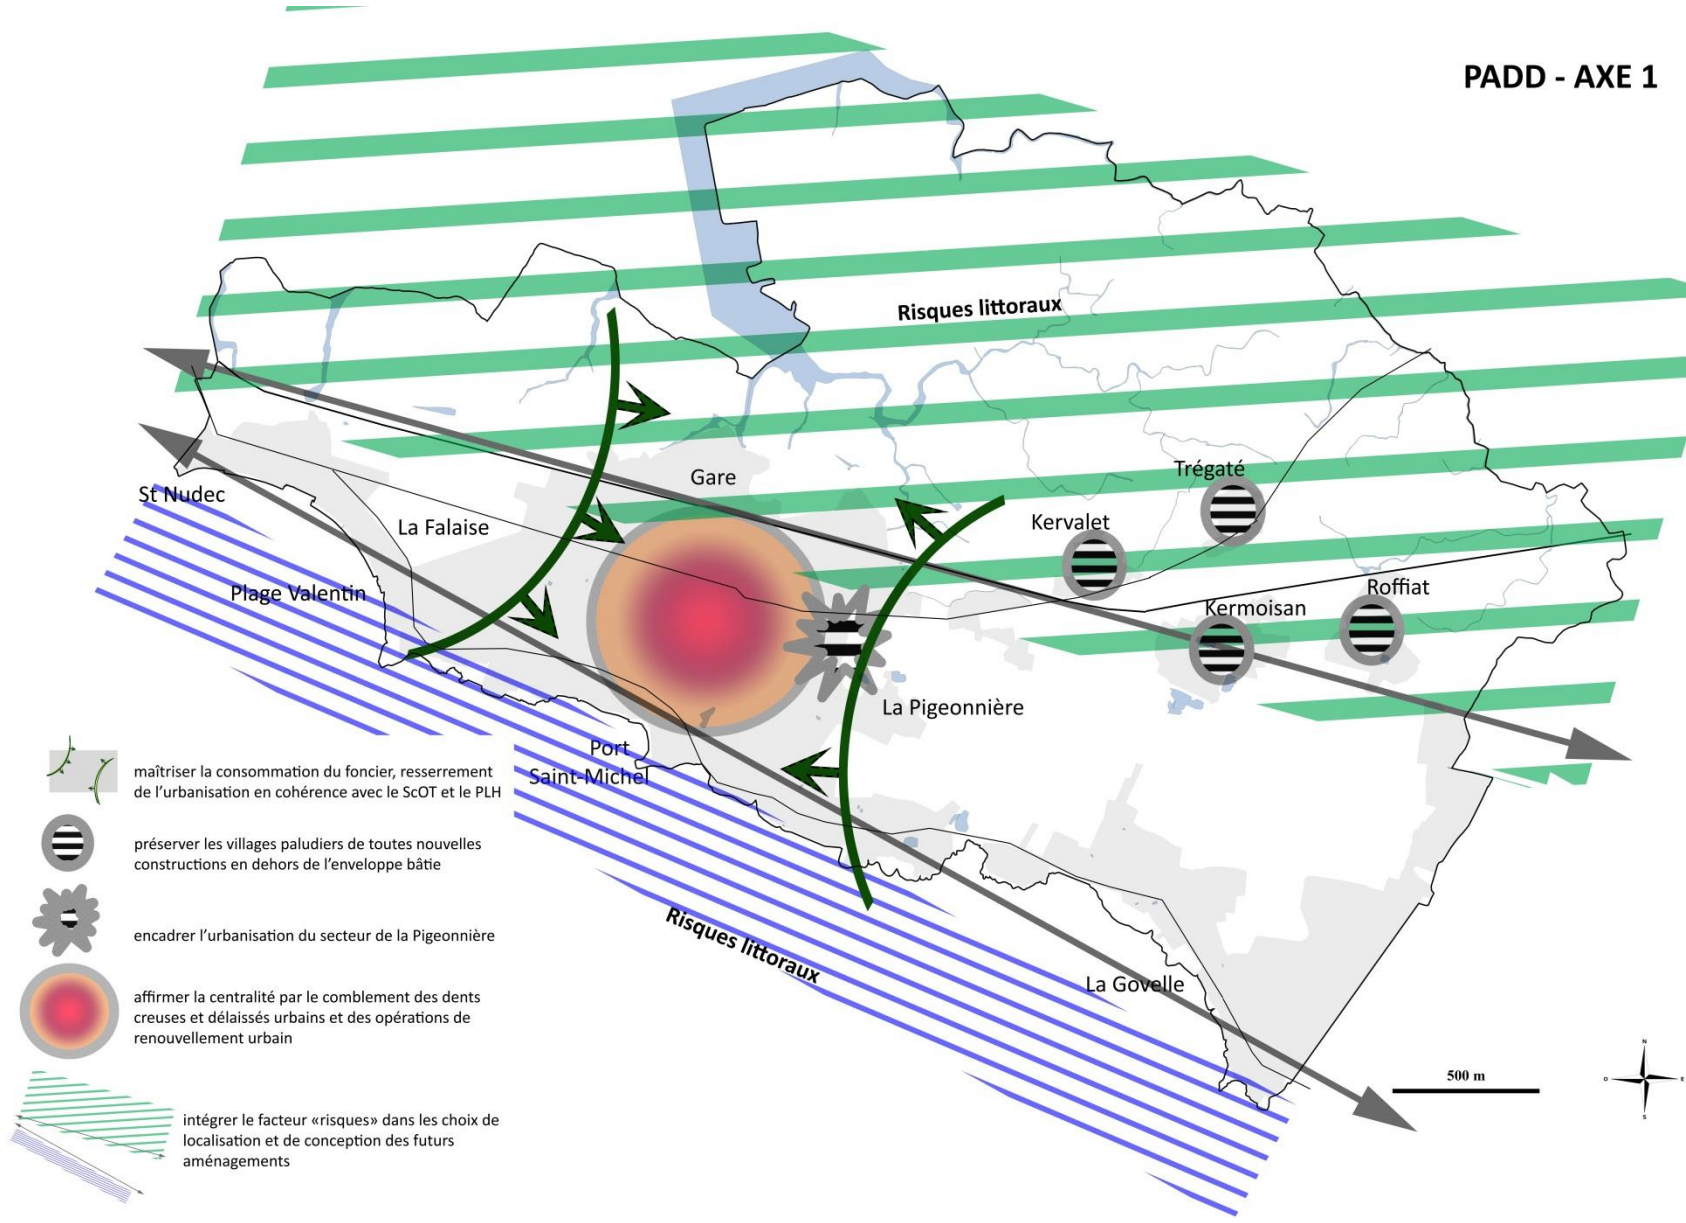 PADD - AXE 1
Risques littoraux
Gare
Trégaté
St Nudec
La Falaise
Kervalet
Plage Valentin
Kermoisan
Roffiat
La Pigeonnière
Port
Saint-Michel
Risques littoraux
La Govelle
maîtriser la consommation du foncier, resserrement
de l'urbanisation en cohérence avec le ScOT et le PLH
préserver les villages paludiers de toutes nouvelles
constructions en dehors de l'enveloppe bâtie
encadrer l'urbanisation du secteur de la Pigeonnière
affirmer la centralité par le comblement des dents
creuses et délaissés urbains et des opérations de
renouvellement urbain
intégrer le facteur «risques» dans les choix de
localisation et de conception des futurs
aménagements
500 m
N
O
E
S